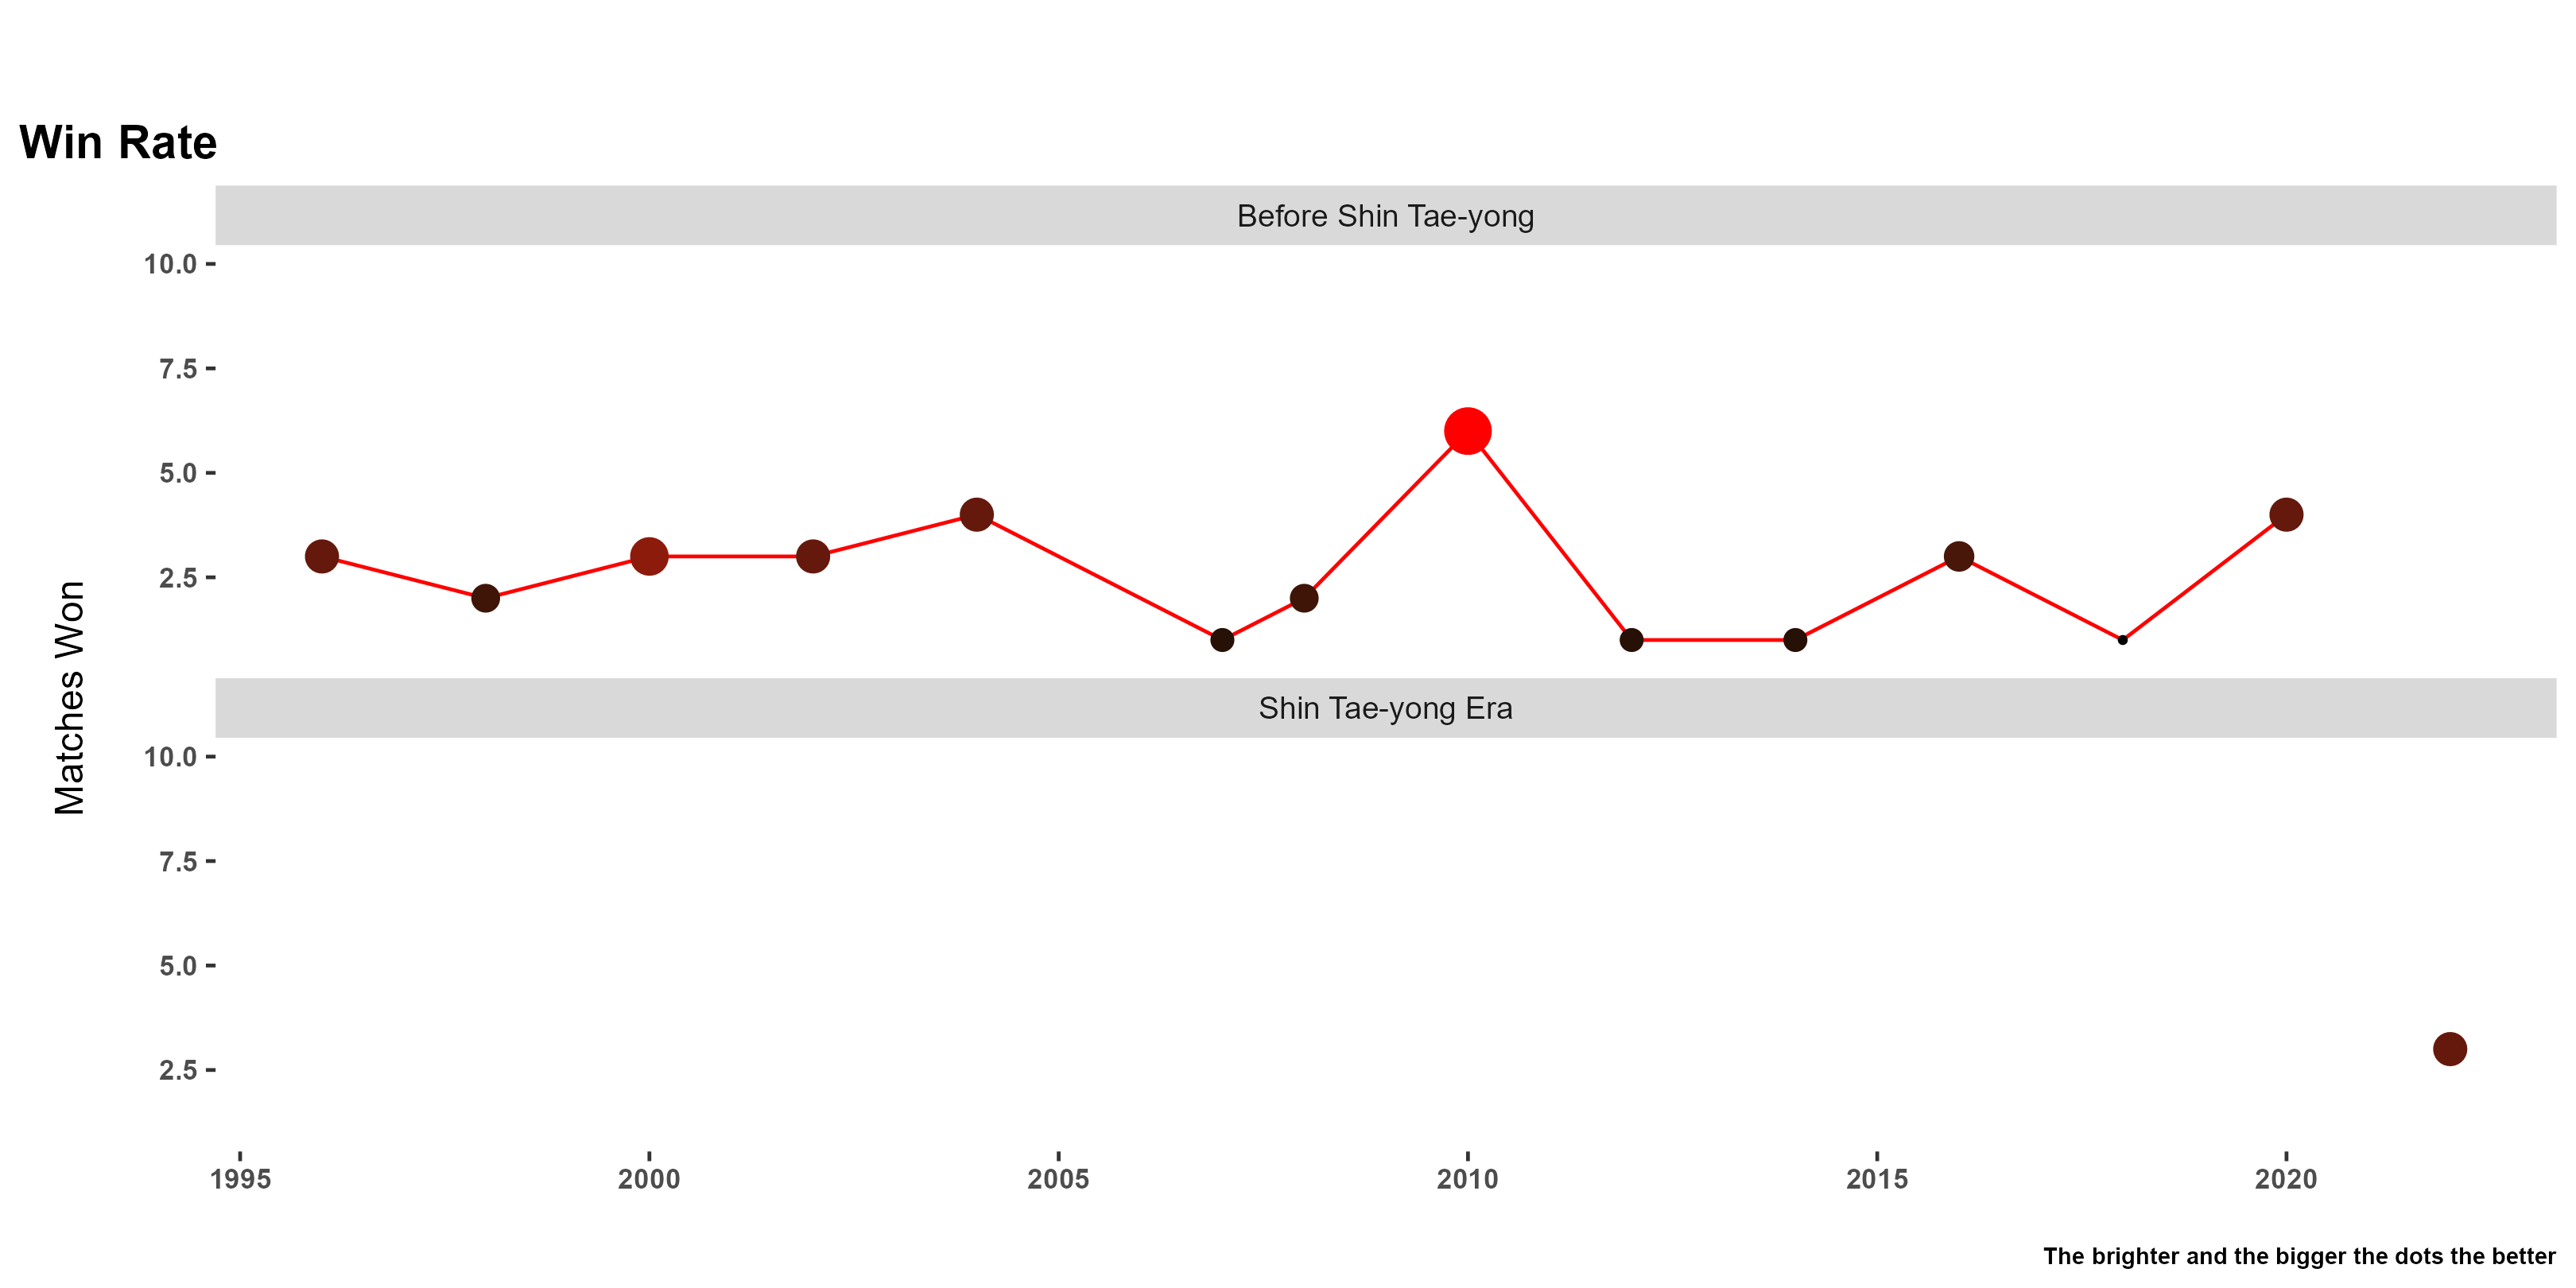 Win Rate
Before Shin Tae-yong
10.0
7.5
5.0
2.5
Matches Won
Shin Tae-yong Era
10.0
7.5
5.0
2.5
1995 2000 2005 2010 2015 2020
The brighter and the bigger the dots the better